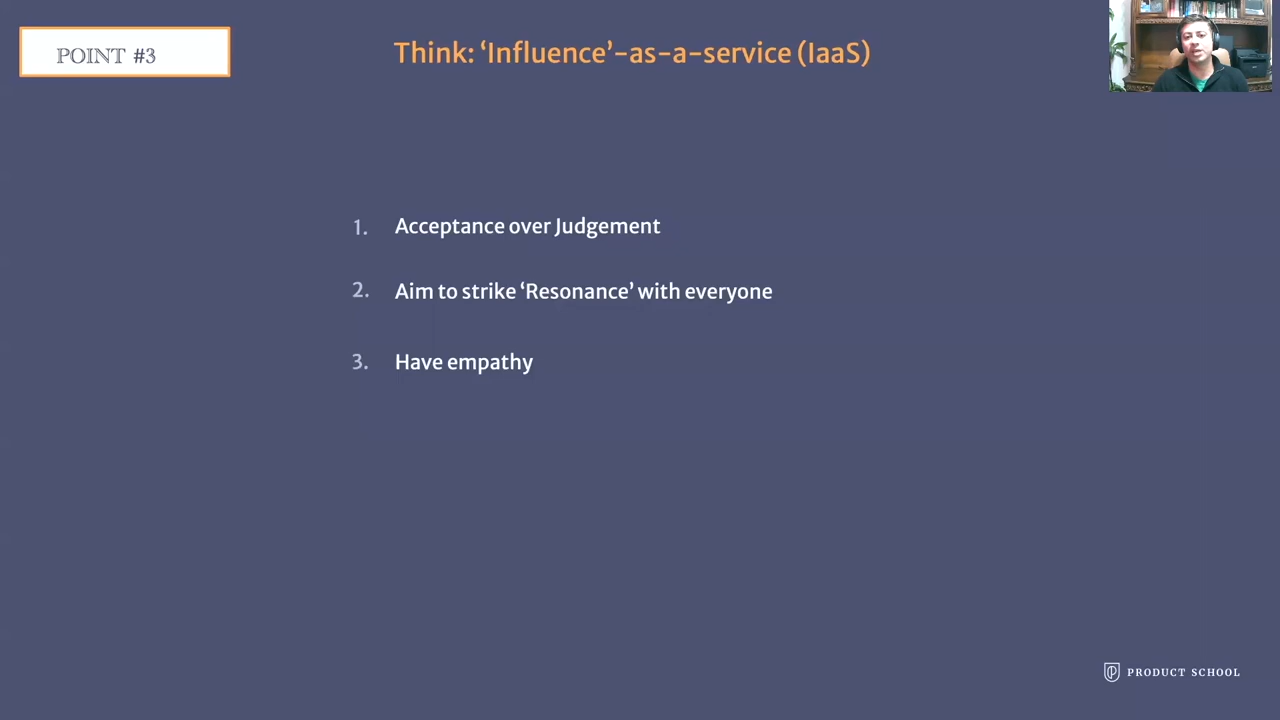 POINT #3
Think: ‘Influence’-as-a-service (IaaS)
1. Acceptance over Judgement
2. Aim to strike ‘Resonance’ with everyone
3. Have empathy
PRODUCT SCHOOL